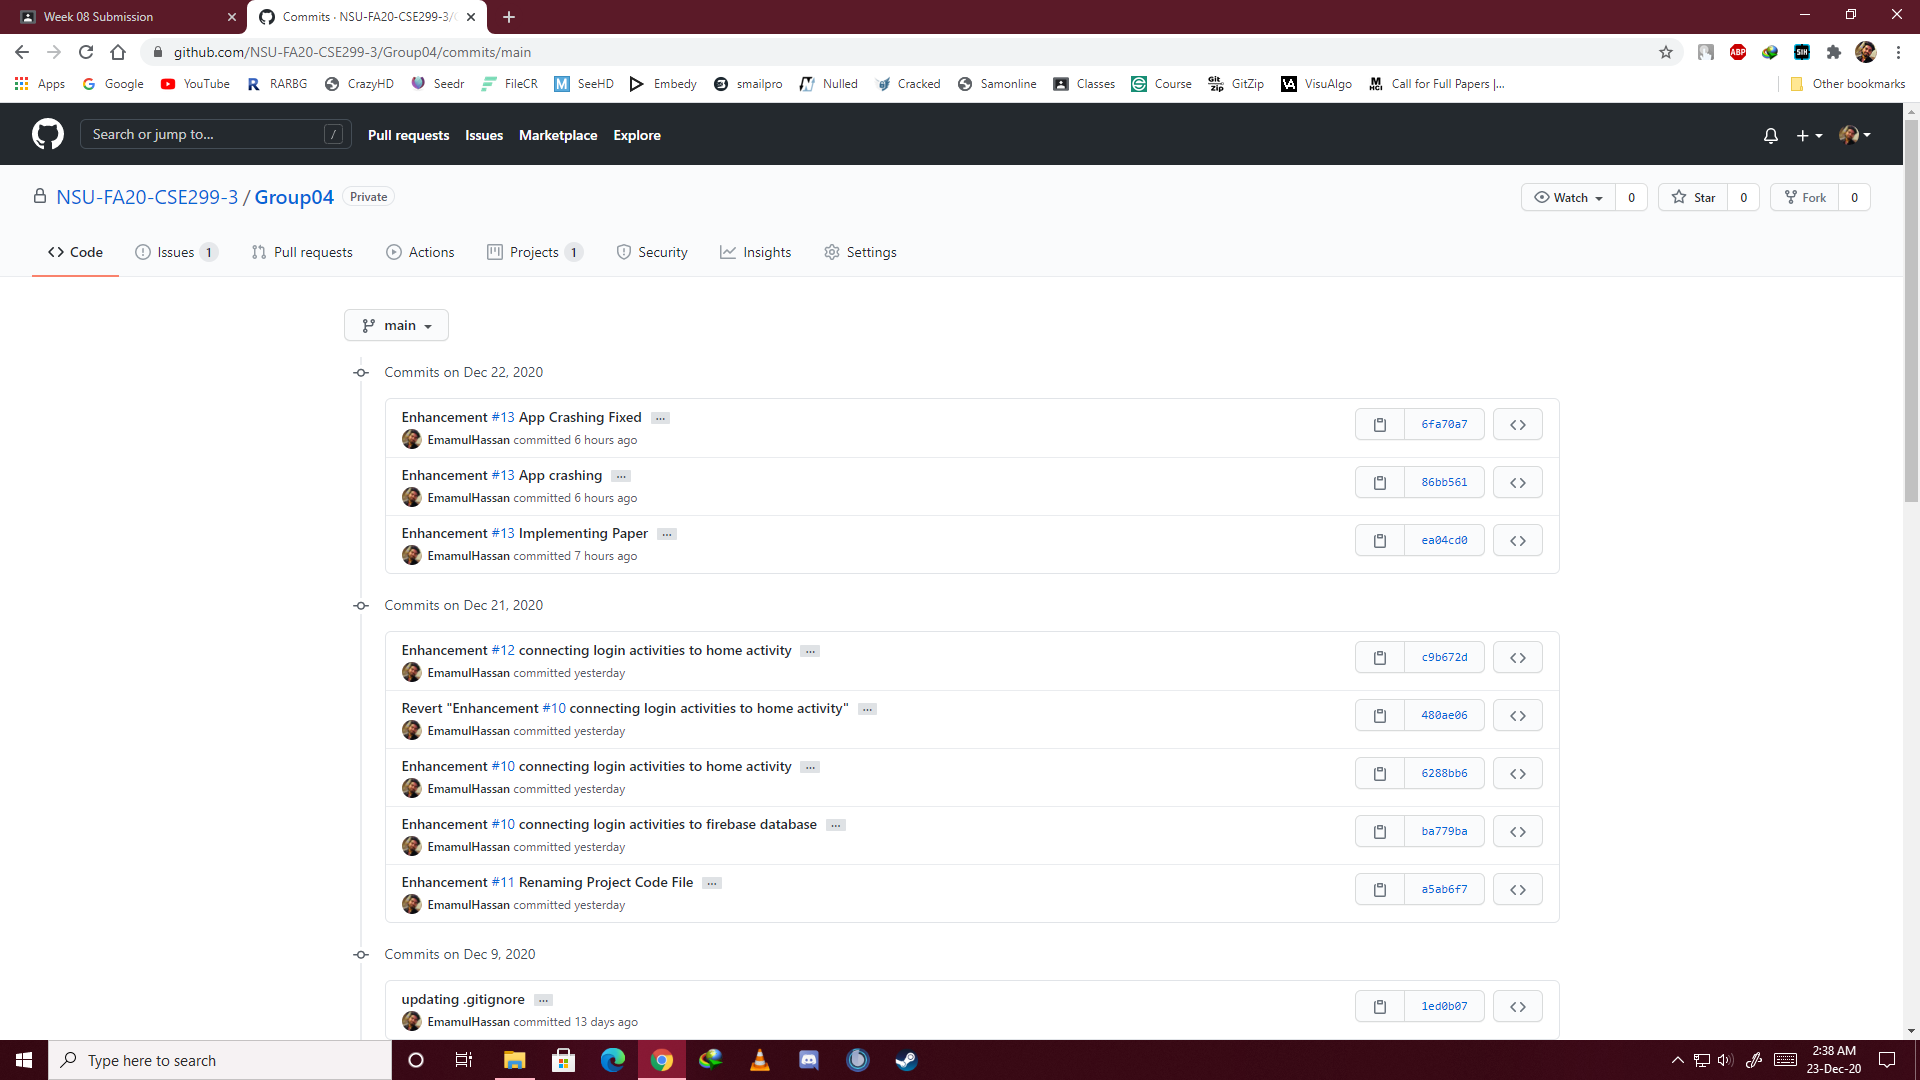 Week 08 Submission
Commits · NSU-FA20-CSE299-3/
github.com/NSU-FA20-CSE299-3/Group04/commits/main
Apps Google YouTube RARBG CrazyHD Seedr FileCR SeeHD Embedy smailpro Nulled Cracked Samonline Classes Course GitZip VisuAlgo Call for Full Papers |... Other bookmarks
Search or jump to... / Pull requests Issues Marketplace Explore
NSU-FA20-CSE299-3 / Group04 Private
Watch 0 Star 0 Fork 0
Code Issues 1 Pull requests Actions Projects 1 Security Insights Settings
main
Commits on Dec 22, 2020
Enhancement #13 App Crashing Fixed ...
EmamulHassan committed 6 hours ago
6fa70a7
Enhancement #13 App crashing ...
EmamulHassan committed 6 hours ago
86bb561
Enhancement #13 Implementing Paper ...
EmamulHassan committed 7 hours ago
ea04cd0
Commits on Dec 21, 2020
Enhancement #12 connecting login activities to home activity ...
EmamulHassan committed yesterday
c9b672d
Revert "Enhancement #10 connecting login activities to home activity" ...
EmamulHassan committed yesterday
480ae06
Enhancement #10 connecting login activities to home activity ...
EmamulHassan committed yesterday
6288bb6
Enhancement #10 connecting login activities to firebase database ...
EmamulHassan committed yesterday
ba779ba
Enhancement #11 Renaming Project Code File ...
EmamulHassan committed yesterday
a5ab6f7
Commits on Dec 9, 2020
updating .gitignore ...
EmamulHassan committed 13 days ago
1ed0b07
Type here to search
2:38 AM
23-Dec-20